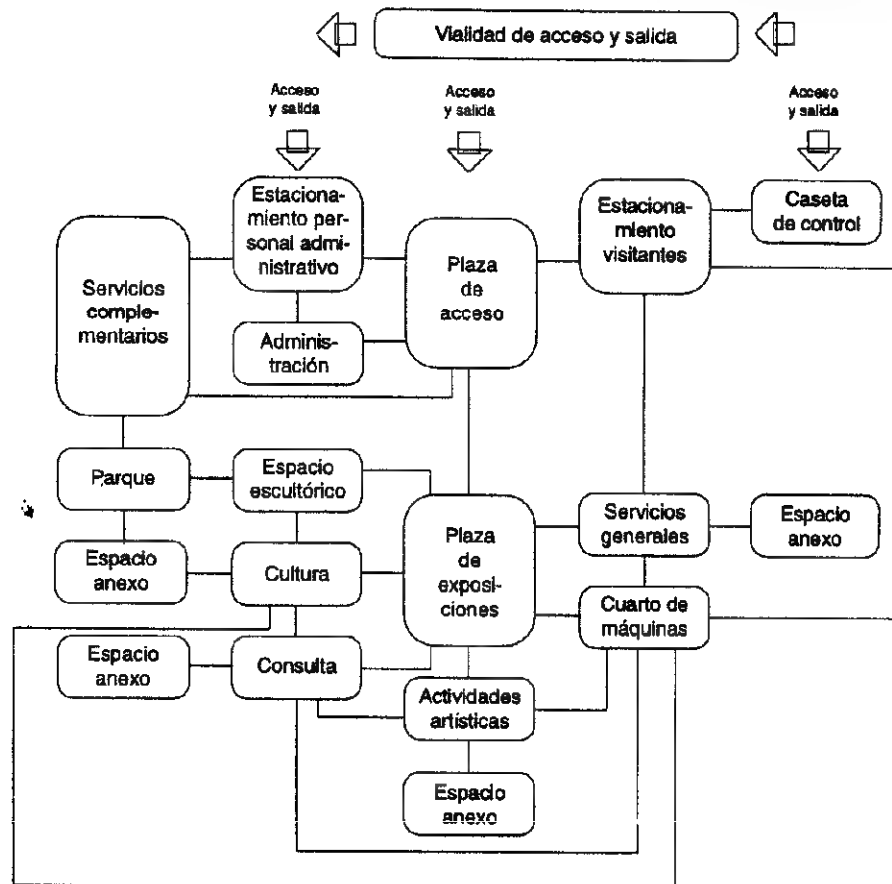 Vialidad de acceso y salida
Acceso
y salida
Acceso
y salida
Acceso
y salida
Estaciona-
miento per-
sonal admi-
nistrativo
Estaciona-
miento
visitantes
Caseta
de control
Servicios
comple-
mentarios
Plaza
de
acceso
Adminis-
tración
Parque
Espacio
escultórico
Plaza
de
exposi-
ciones
Servicios
generales
Espacio
anexo
Espacio
anexo
Cultura
Cuarto de
máquinas
Espacio
anexo
Consulta
Actividades
artísticas
Espacio
anexo